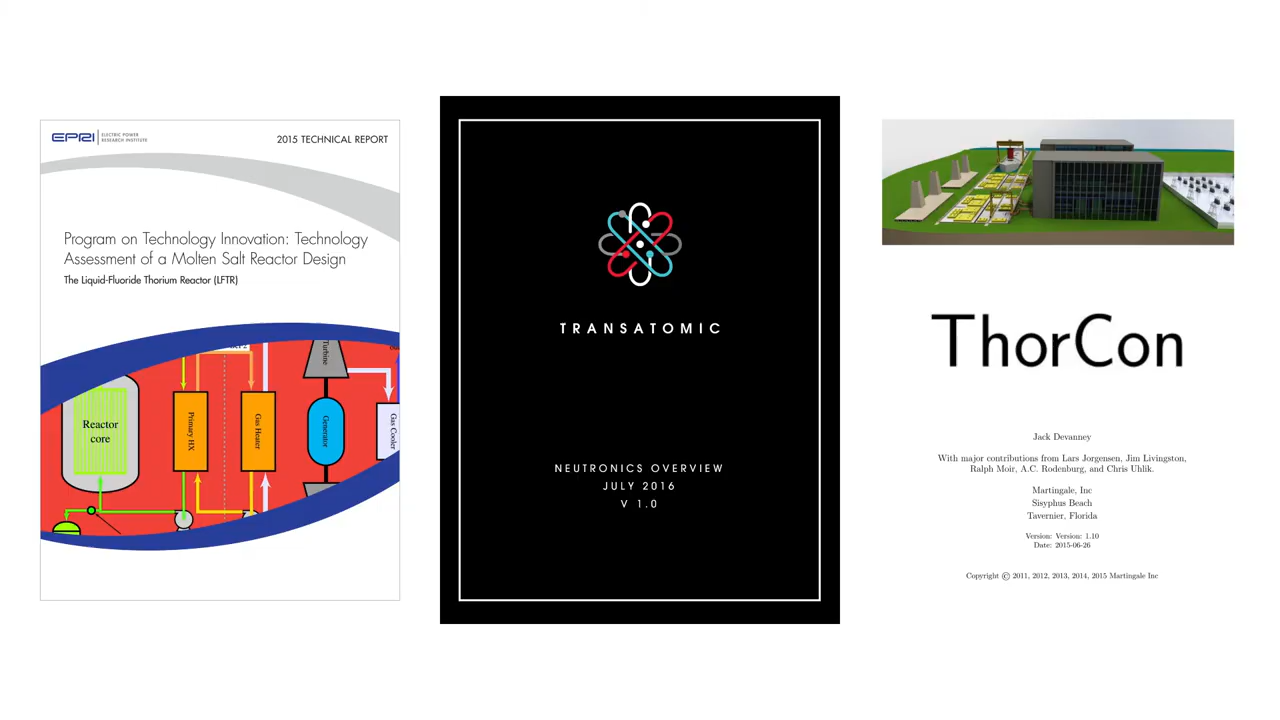 EPRI
ELECTRIC POWER
RESEARCH INSTITUTE
2015 TECHNICAL REPORT
Program on Technology Innovation: Technology
Assessment of a Molten Salt Reactor Design
The Liquid-Fluoride Thorium Reactor (LFTR)
Reactor
core
Primary HX
Gas Heater
Turbine
Generator
Gas Cooler
TRANSATOMIC
NEUTRONICS OVERVIEW
JULY 2016
V 1.0
ThorCon
Jack Devanney
With major contributions from Lars Jorgensen, Jim Livingston,
Ralph Moir, A.C. Rodenburg, and Chris Uhlik.
Martingale, Inc
Sisyphus Beach
Tavernier, Florida
Version: Version: 1.10
Date: 2015-06-26
Copyright © 2011, 2012, 2013, 2014, 2015 Martingale Inc